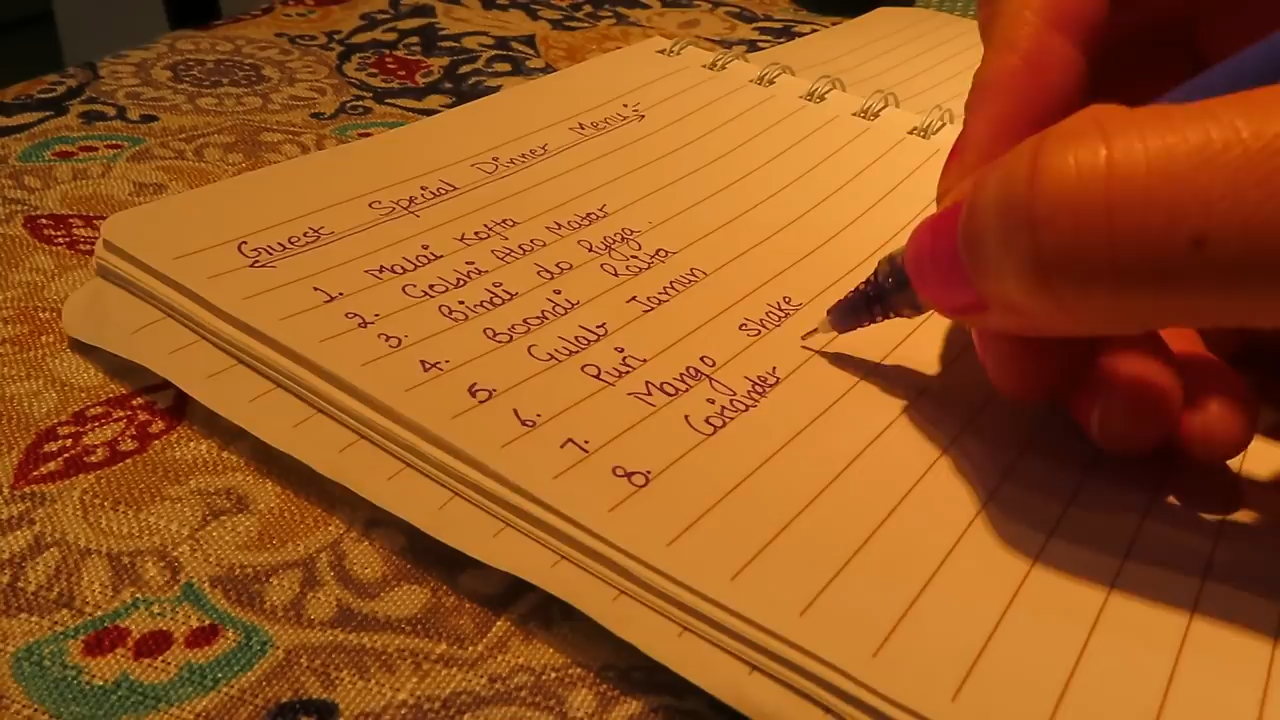 Guest Special Dinner Menu:
1. Malai Kofta
2. Gobhi Aloo Matar
3. Bindi do Pyaza.
4. Boondi Raita
5. Gulab Jamun
6. Puri
7. Mango Shake
8. Coriander